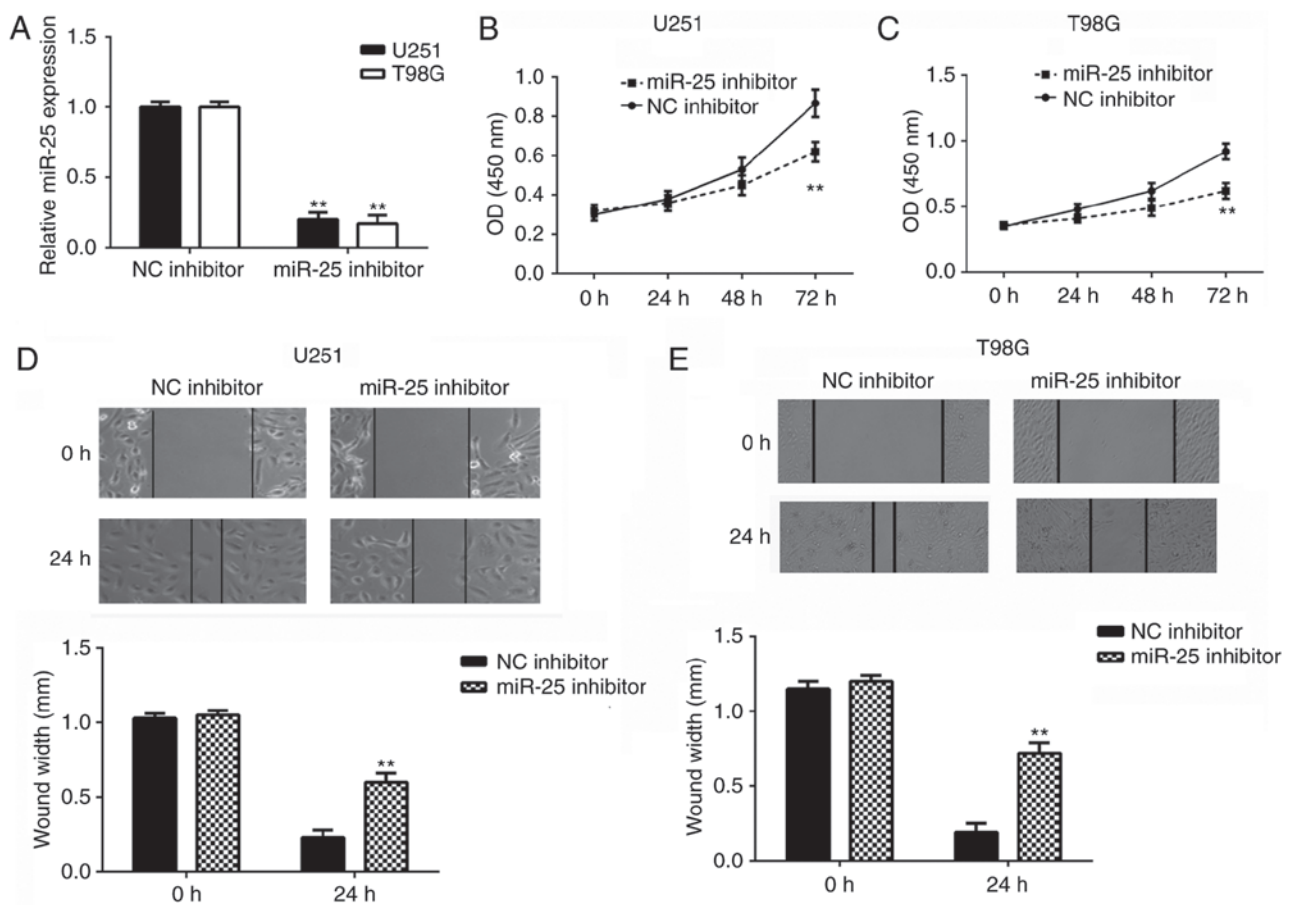 A
Relative miR-25 expression
1.5
1.0
0.5
0.0
U251
T98G
** **
NC inhibitor miR-25 inhibitor
B
U251
OD (450 nm)
1.0
0.8
0.6
0.4
0.2
0.0
miR-25 inhibitor
NC inhibitor
**
0 h 24 h 48 h 72 h
C
T98G
OD (450 nm)
1.5
1.0
0.5
0.0
miR-25 inhibitor
NC inhibitor
**
0 h 24 h 48 h 72 h
D
U251
NC inhibitor miR-25 inhibitor
0 h
24 h
Wound width (mm)
1.5
1.0
0.5
0.0
NC inhibitor
miR-25 inhibitor
**
0 h 24 h
E
T98G
NC inhibitor miR-25 inhibitor
0 h
24 h
Wound width (mm)
1.5
1.0
0.5
0.0
NC inhibitor
miR-25 inhibitor
**
0 h 24 h